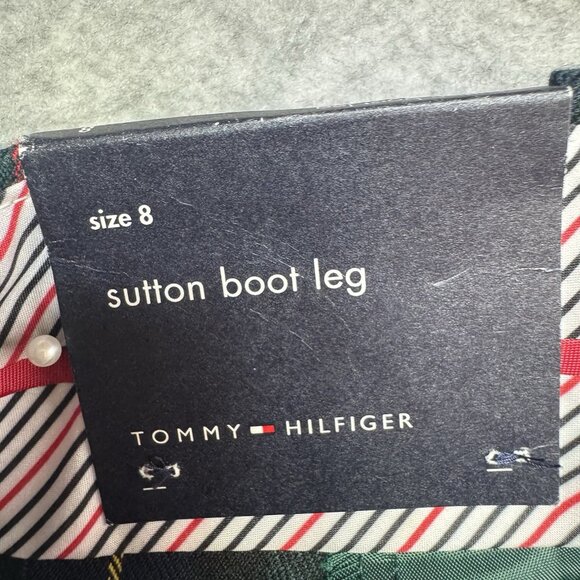 size 8
sutton boot leg
TOMMY HILFIGER